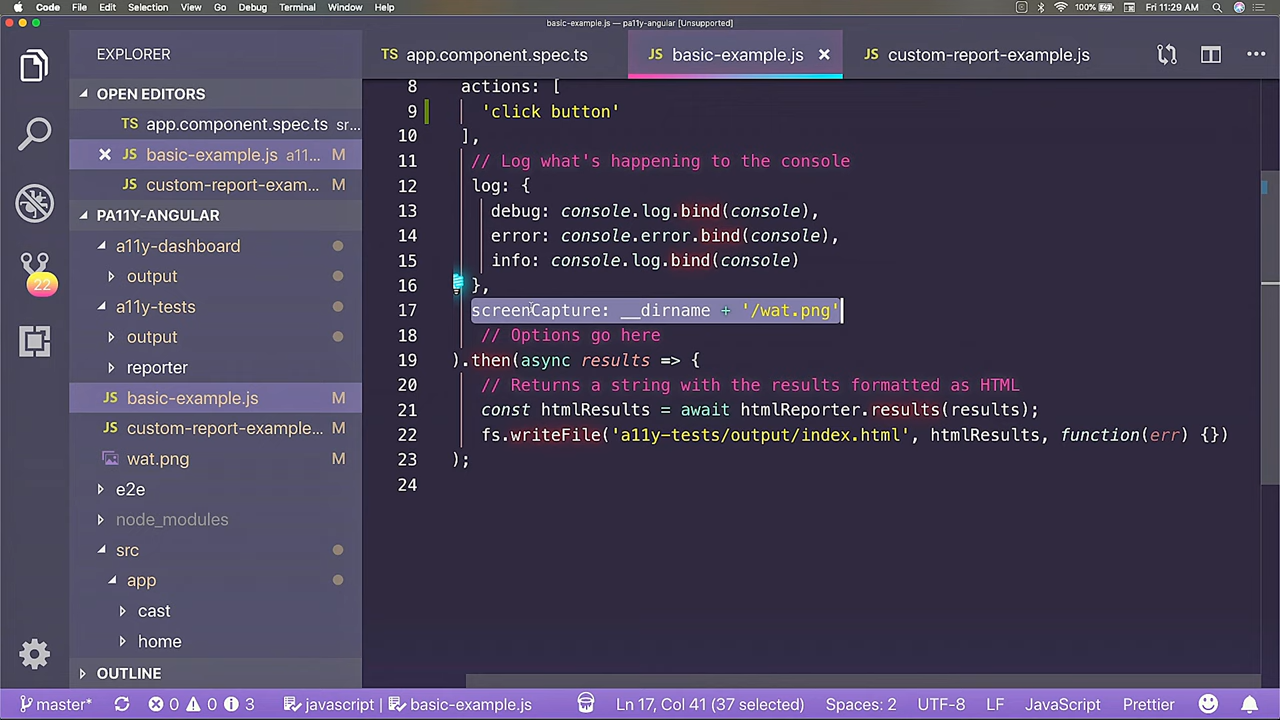 Code File Edit Selection View Go Debug Terminal Window Help 100% Fri 11:29 AM
basic-example.js — pa11y-angular [Unsupported]
EXPLORER
TS app.component.spec.ts JS basic-example.js JS custom-report-example.js
OPEN EDITORS
TS app.component.spec.ts sr...
JS basic-example.js a11... M
JS custom-report-exam... M
PA11Y-ANGULAR
a11y-dashboard
output
a11y-tests
output
reporter
JS basic-example.js M
JS custom-report-example... M
wat.png M
e2e
node_modules
src
app
cast
home
OUTLINE
22
8 actions: [
9 'click button'
10 ],
11 // Log what's happening to the console
12 log: {
13 debug: console.log.bind(console),
14 error: console.error.bind(console),
15 info: console.log.bind(console)
16 },
17 screenCapture: __dirname + '/wat.png'
18 // Options go here
19 ).then(async results => {
20 // Returns a string with the results formatted as HTML
21 const htmlResults = await htmlReporter.results(results);
22 fs.writeFile('a11y-tests/output/index.html', htmlResults, function(err) {})
23 );
24
master* 0 0 3 javascript | basic-example.js Ln 17, Col 41 (37 selected) Spaces: 2 UTF-8 LF JavaScript Prettier